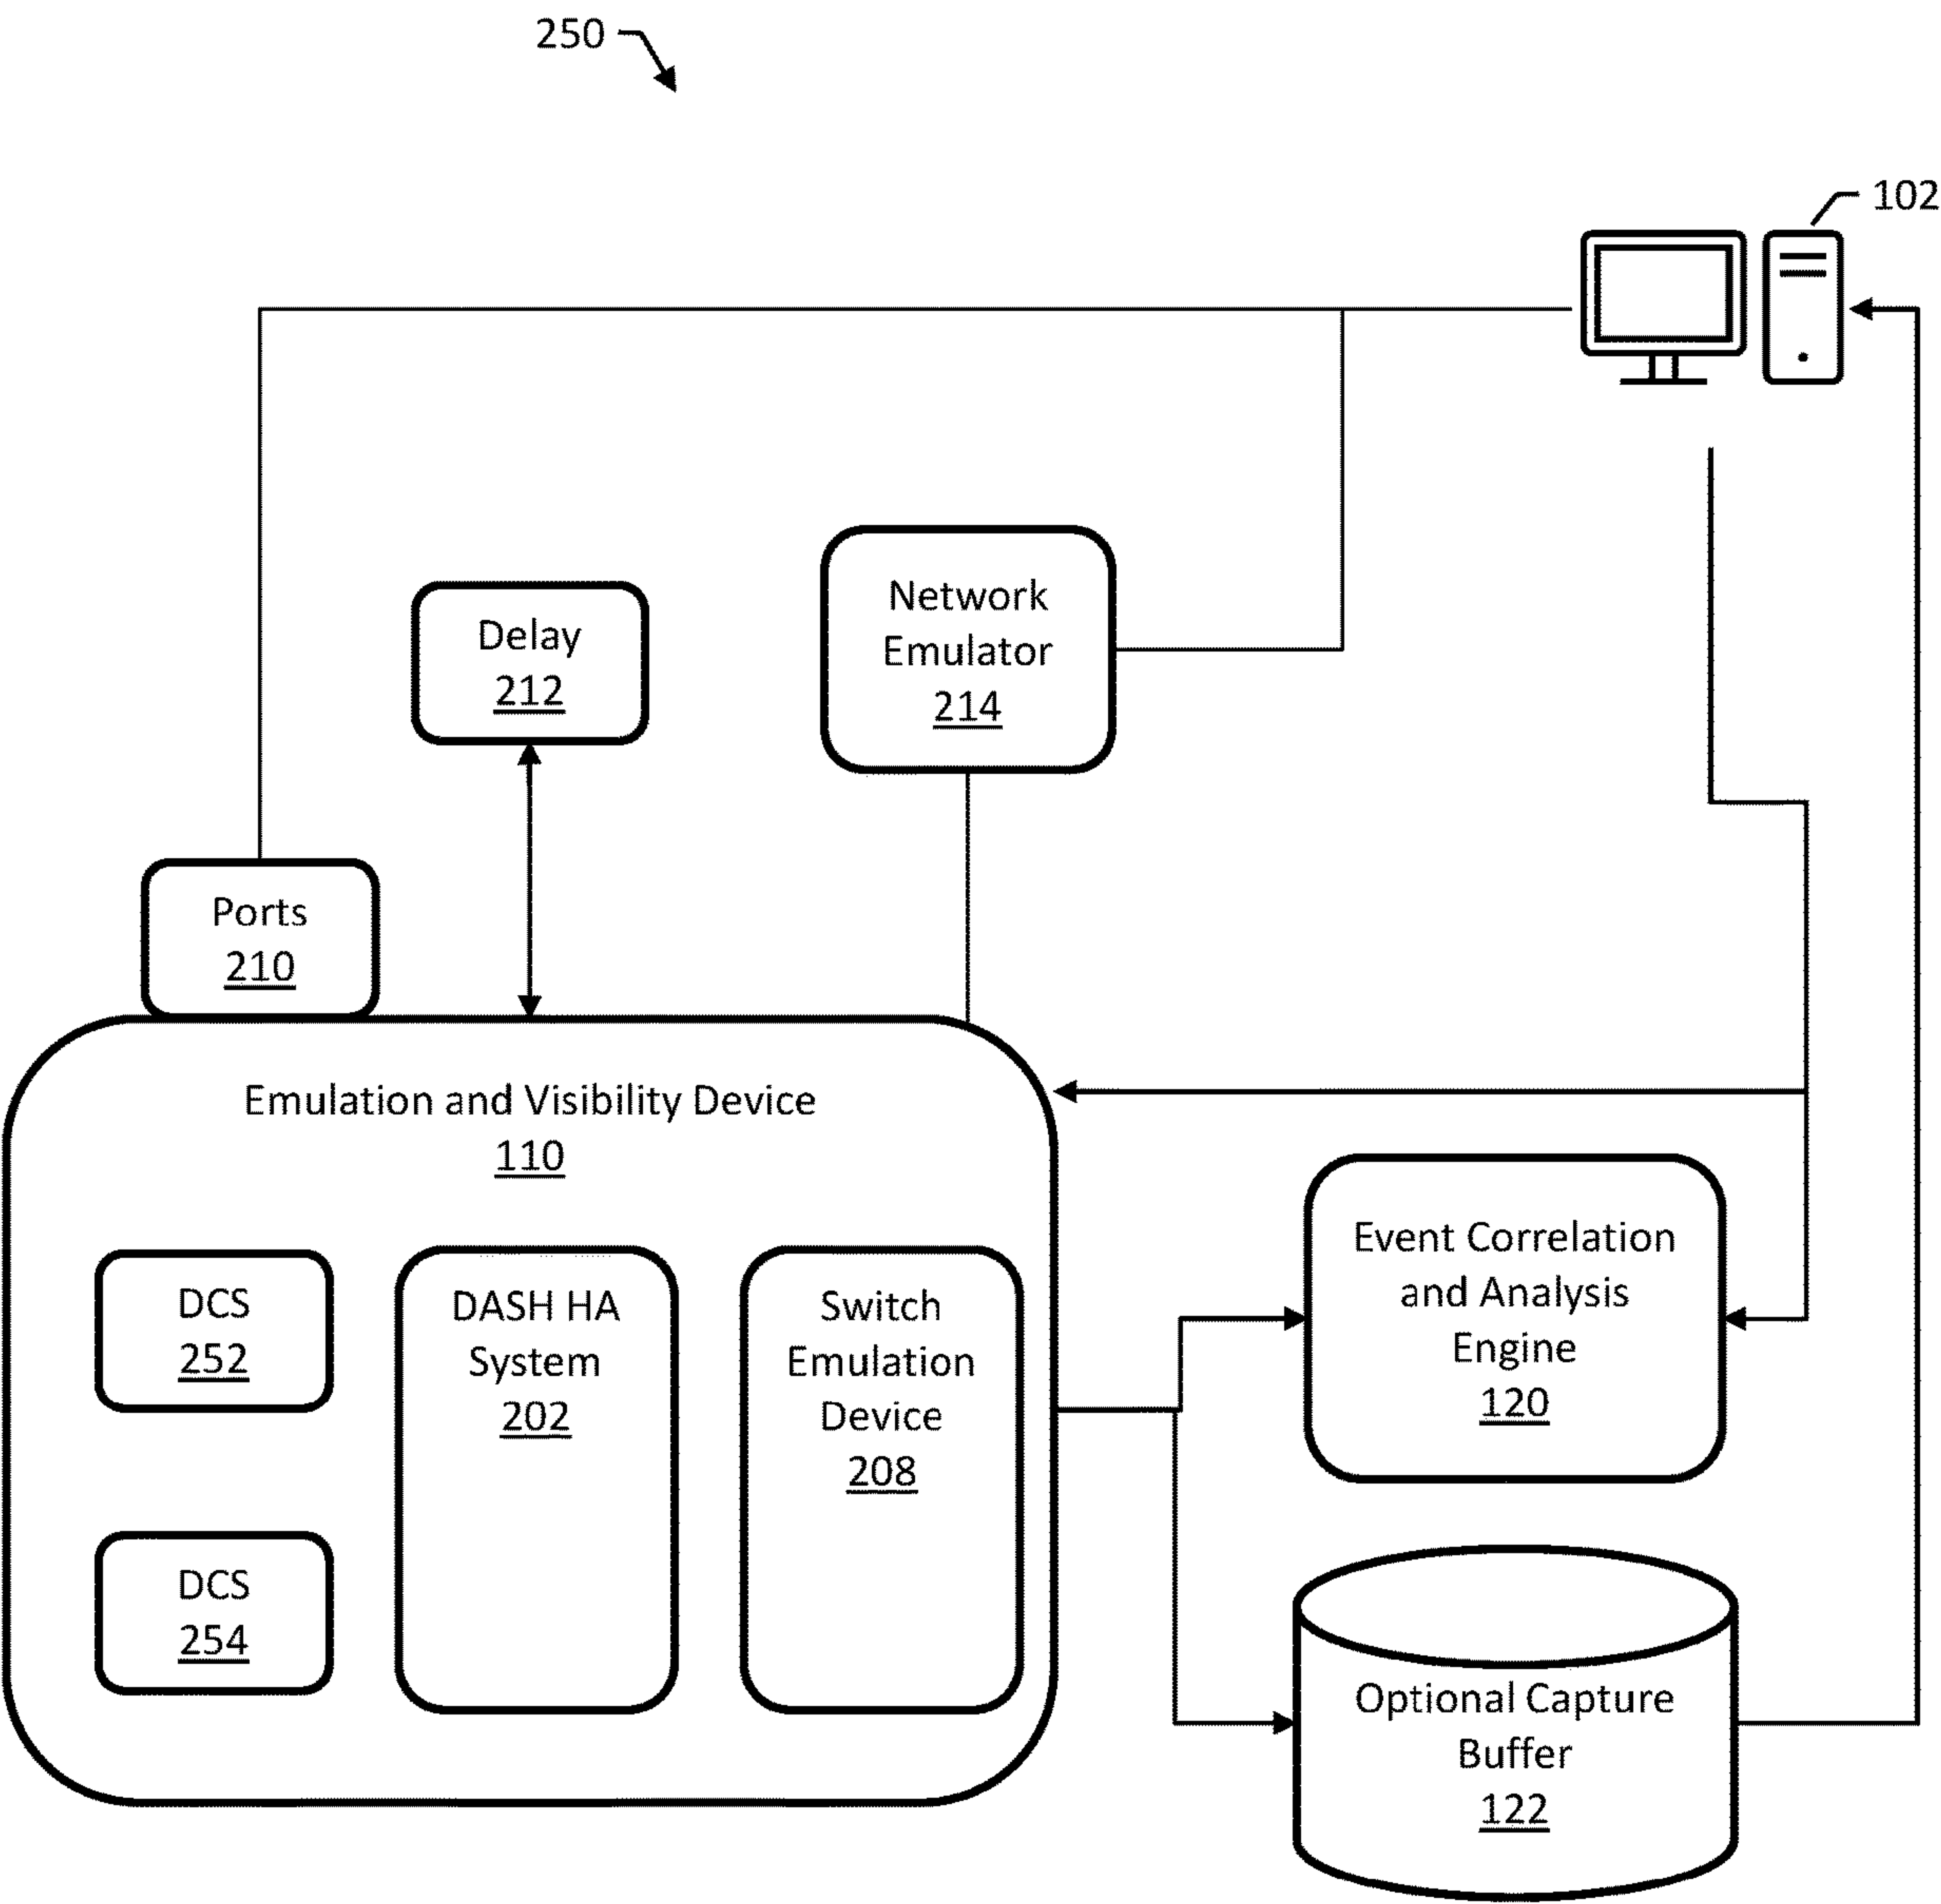 250
102
Network
Emulator
214
Delay
212
Ports
210
Emulation and Visibility Device
110
DCS
252
DASH HA
System
202
Switch
Emulation
Device
208
DCS
254
Event Correlation
and Analysis
Engine
120
Optional Capture
Buffer
122